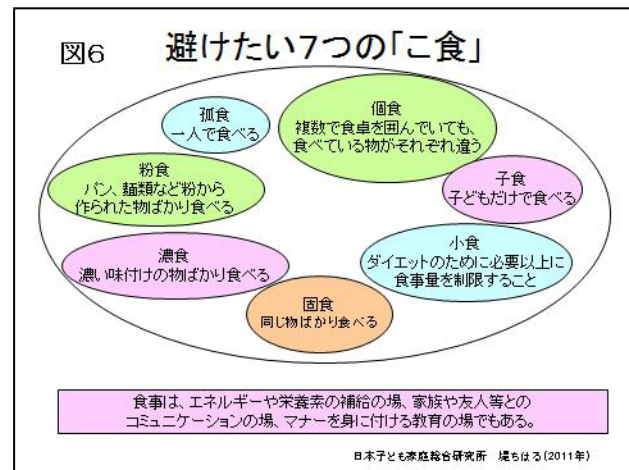 図6
避けたい7つの「こ食」
孤食
一人で食べる
個食
複数で食卓を囲んでいても、
食べている物がそれぞれ違う
粉食
パン、麺類など粉から
作られた物ばかり食べる
子食
子どもだけで食べる
濃食
濃い味付けの物ばかり食べる
小食
ダイエットのために必要以上に
食事量を制限すること
固食
同じ物ばかり食べる
食事は、エネルギーや栄養素の補給の場、家族や友人等との
コミュニケーションの場、マナーを身に付ける教育の場でもある。
日本子ども家庭総合研究所 堤ちはる(2011年)